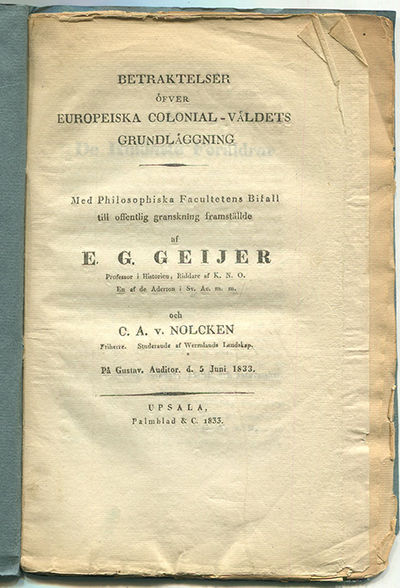 BETRAKTELSER
ÖFVER
EUROPEISKA COLONIAL-VÄLDETS
GRUNDLÄGGNING
Med Philosophiska Facultetens Bifall
till offentlig granskning framställde
af
E. G. GEIJER
Professor i Historien, Riddare af K. N. O.
En af de Aderton i Sv. Ac. m. m.
och
C. A. v. NOLCKEN
Friherre. Studerande af Wermlands Landskap.
På Gustav. Auditor. d. 5 Juni 1833.
UPSALA,
Palmblad & C. 1833.